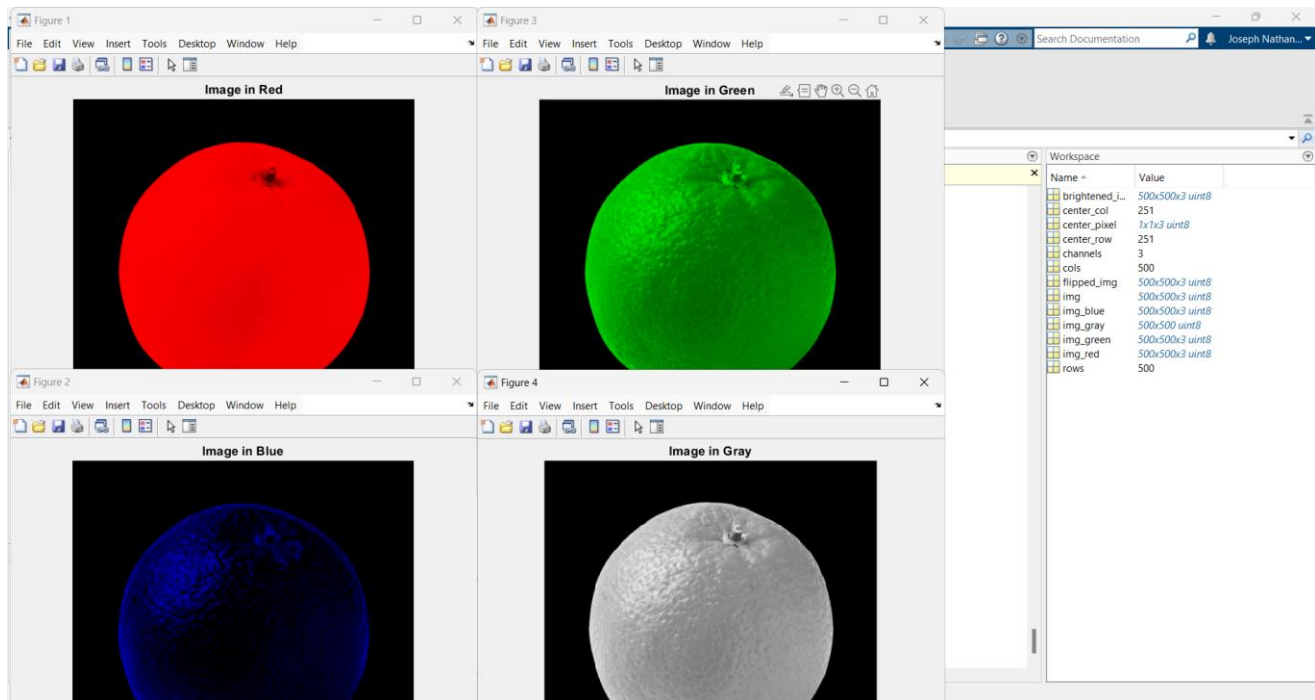 Figure 1
File Edit View Insert Tools Desktop Window Help
Image in Red
Figure 3
File Edit View Insert Tools Desktop Window Help
Image in Green
Figure 2
File Edit View Insert Tools Desktop Window Help
Image in Blue
Figure 4
File Edit View Insert Tools Desktop Window Help
Image in Gray
Search Documentation
Joseph Nathan...
Workspace
Name Value
brightened_i... 500x500x3 uint8
center_col 251
center_pixel 1x1x3 uint8
center_row 251
channels 3
cols 500
flipped_img 500x500x3 uint8
img 500x500x3 uint8
img_blue 500x500x3 uint8
img_gray 500x500 uint8
img_green 500x500x3 uint8
img_red 500x500x3 uint8
rows 500